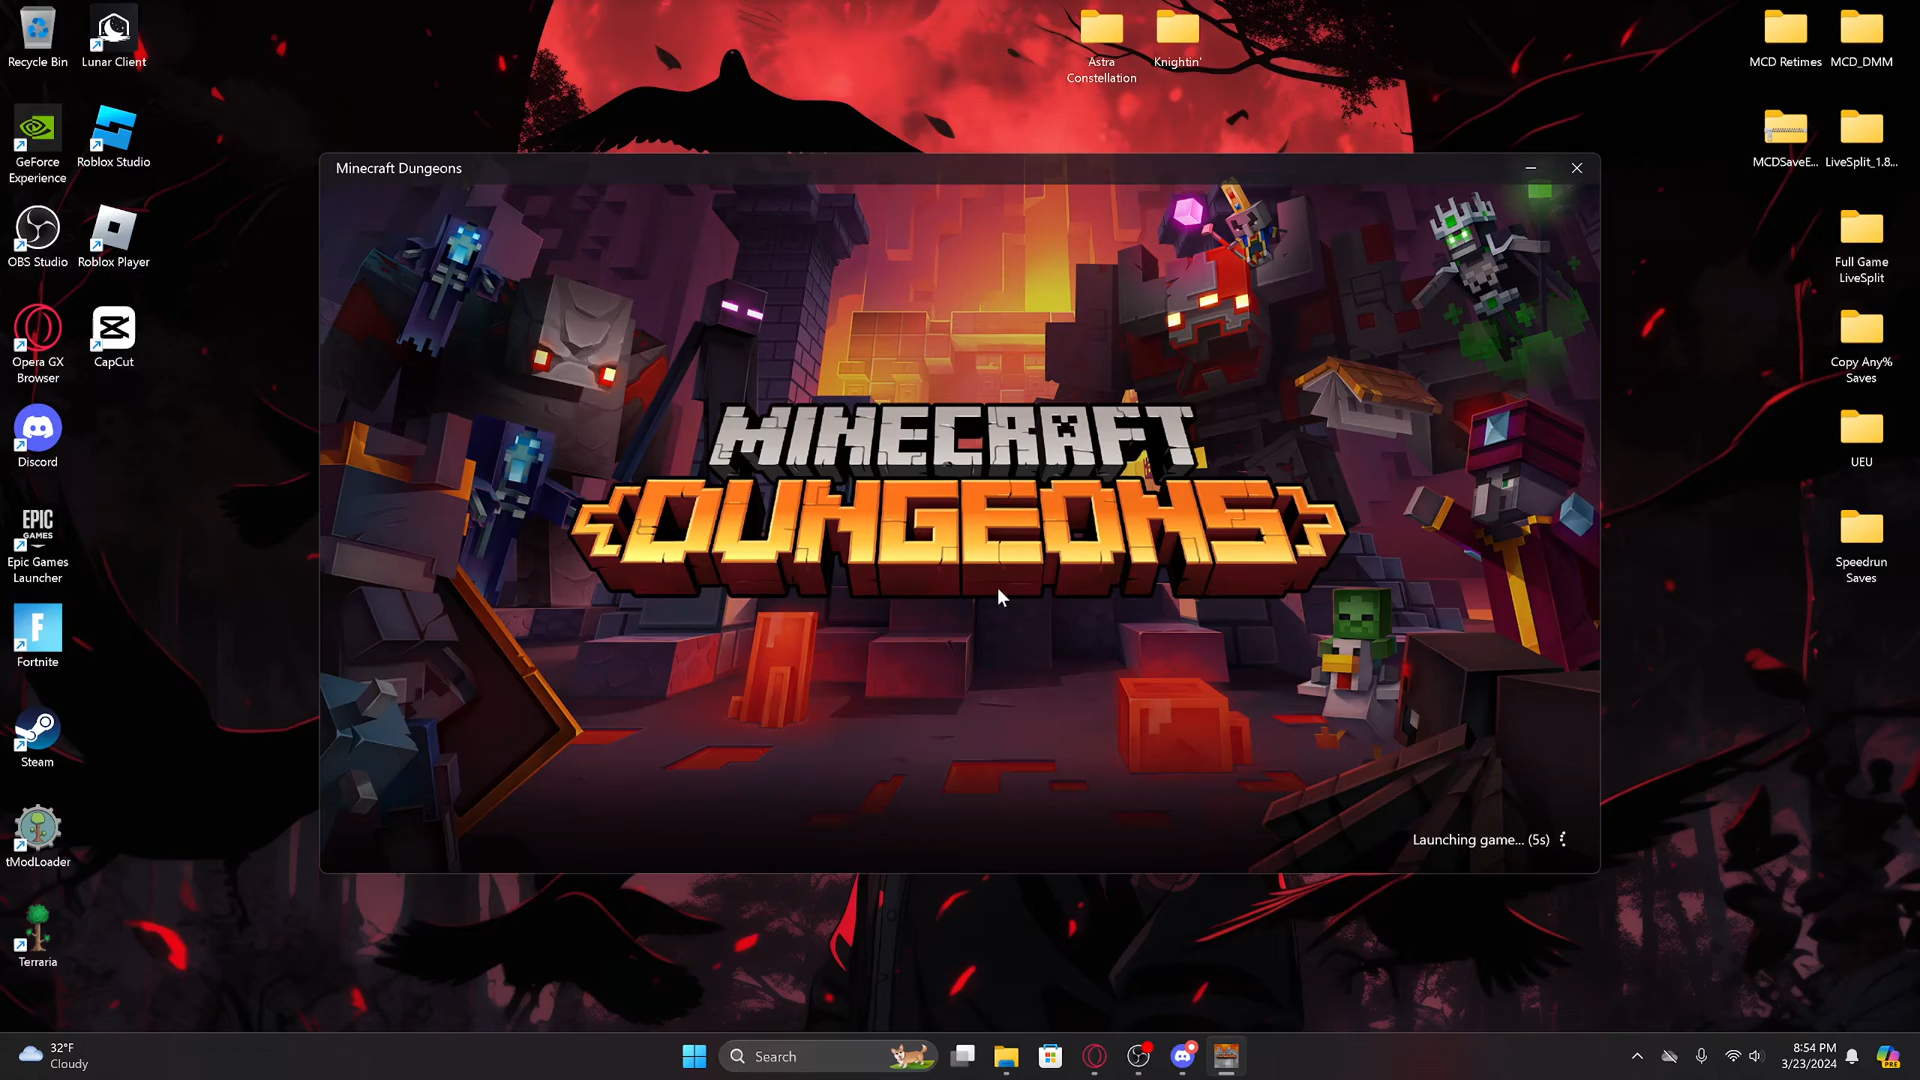 Recycle Bin
Lunar Client
Astra
Constellation
Knightin'
MCD Retimes
MCD_DMM
GeForce
Experience
Roblox Studio
MCDSaveE...
LiveSplit_1.8...
Minecraft Dungeons
OBS Studio
Roblox Player
Full Game
LiveSplit
Opera GX
Browser
CapCut
Copy Any%
Saves
MINECRAFT
DUNGEONS
Discord
UEU
EPIC
GAMES
Epic Games
Launcher
Speedrun
Saves
Fortnite
Steam
tModLoader
Launching game... (5s)
Terraria
32°F
Cloudy
Search
8:54 PM
3/23/2024
PRE